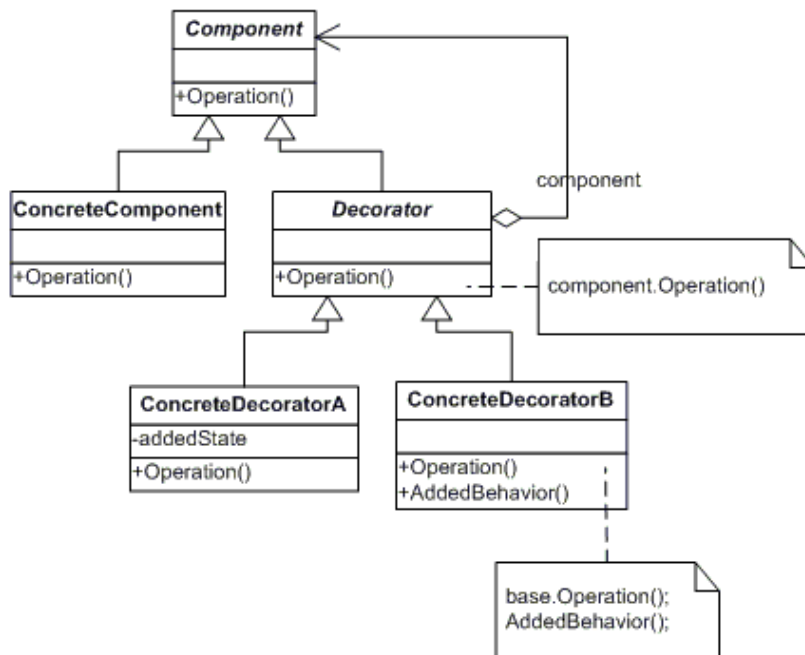 Component
+Operation()
component
ConcreteComponent
+Operation()
Decorator
+Operation()
component.Operation()
ConcreteDecoratorA
-addedState
+Operation()
ConcreteDecoratorB
+Operation()
+AddedBehavior()
base.Operation();
AddedBehavior();